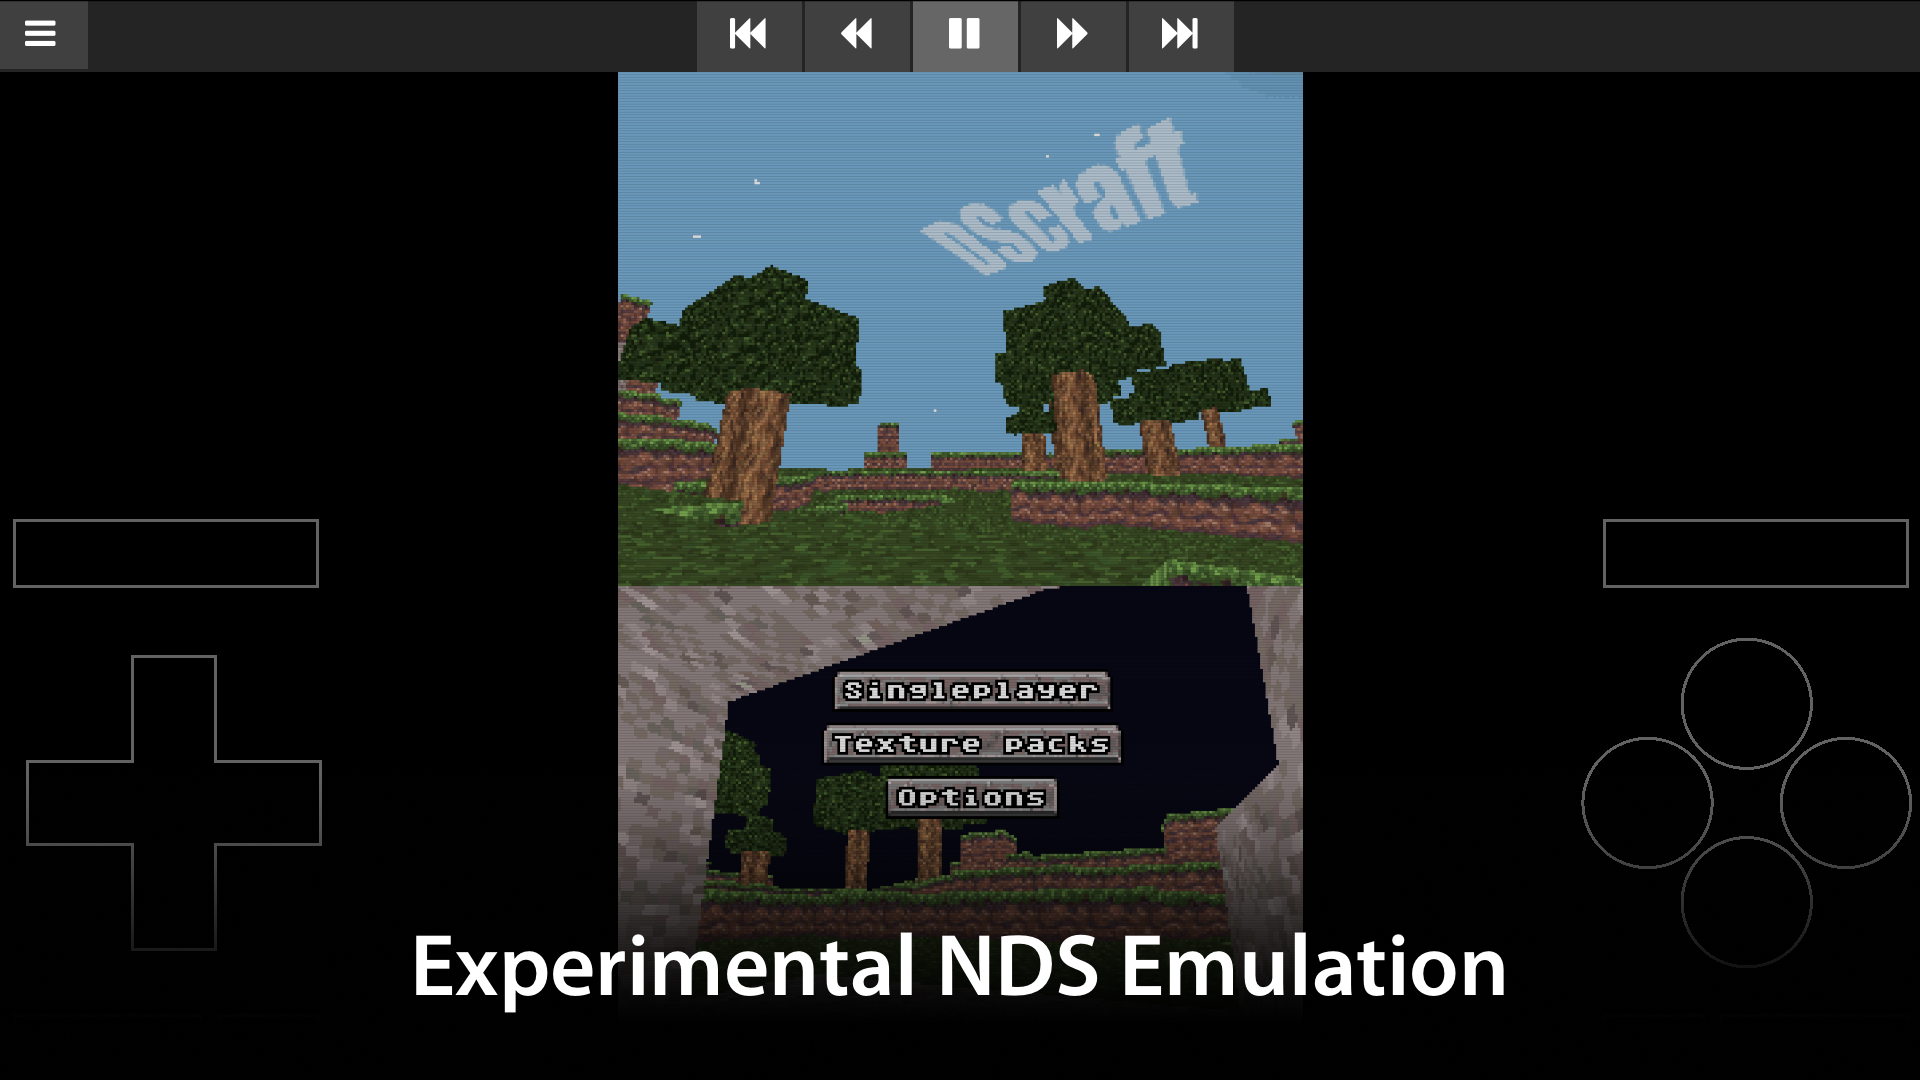 DScraft
Singleplayer
Texture packs
Options
Experimental NDS Emulation